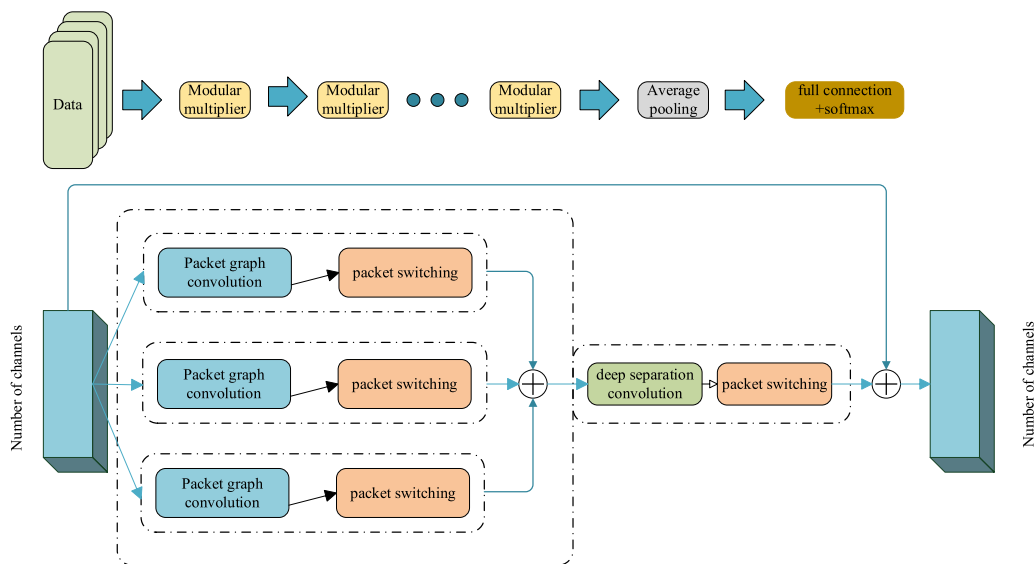 Data
Modular
multiplier
Modular
multiplier
Modular
multiplier
Average
pooling
full connection
+softmax
Number of channels
Packet graph
convolution
packet switching
Packet graph
convolution
packet switching
Packet graph
convolution
packet switching
deep separation
convolution
packet switching
Number of channels